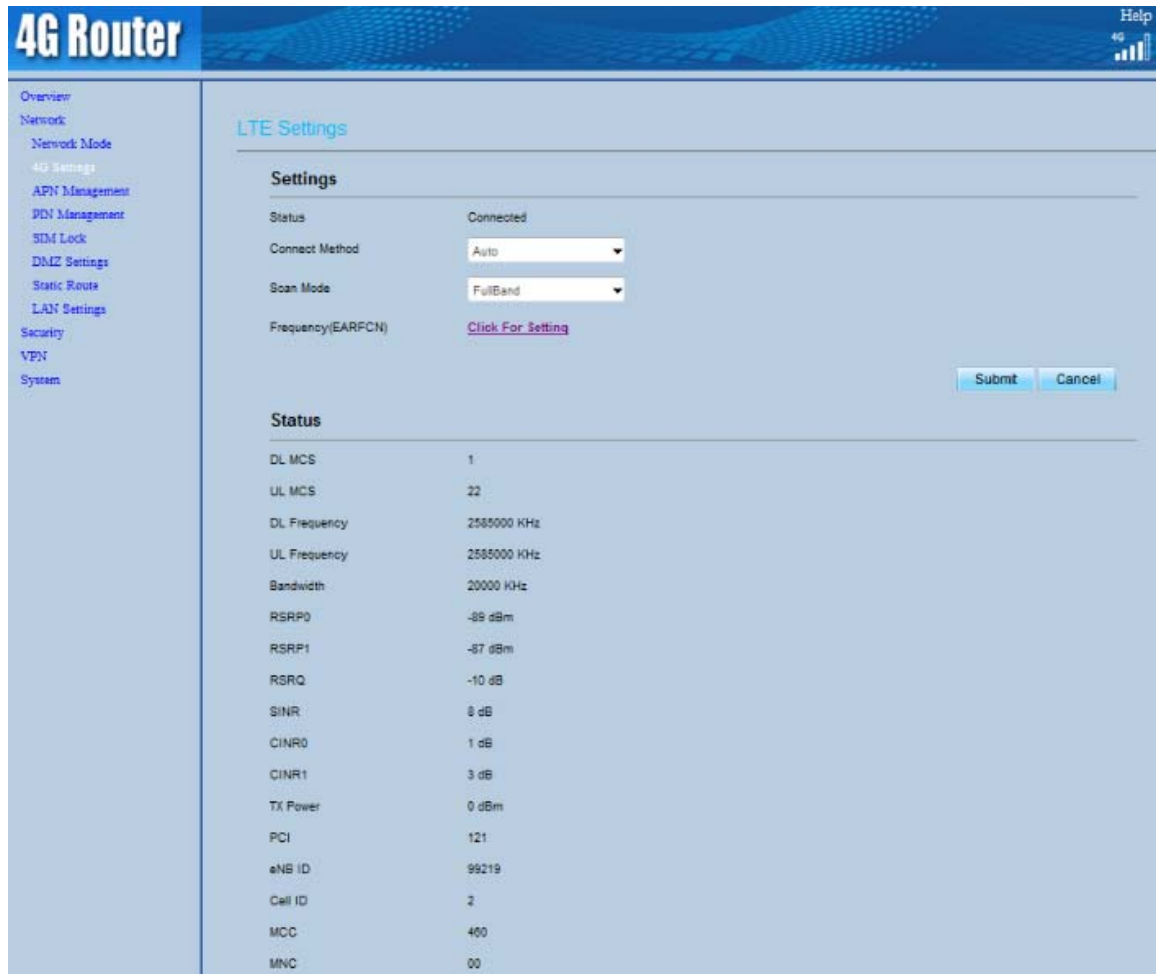 4G Router
Help
4G
Overview
Network
Network Mode
4G Settings
APN Management
PIN Management
SIM Lock
DMZ Settings
Static Route
LAN Settings
Security
VPN
System
LTE Settings
Settings
Status Connected
Connect Method Auto
Scan Mode FullBand
Frequency(EARFCN) Click For Setting
Submit Cancel
Status
DL MCS 1
UL MCS 22
DL Frequency 2585000 KHz
UL Frequency 2585000 KHz
Bandwidth 20000 KHz
RSRP0 -89 dBm
RSRP1 -87 dBm
RSRQ -10 dB
SINR 8 dB
CINR0 1 dB
CINR1 3 dB
TX Power 0 dBm
PCI 121
eNB ID 99219
Cell ID 2
MCC 460
MNC 00